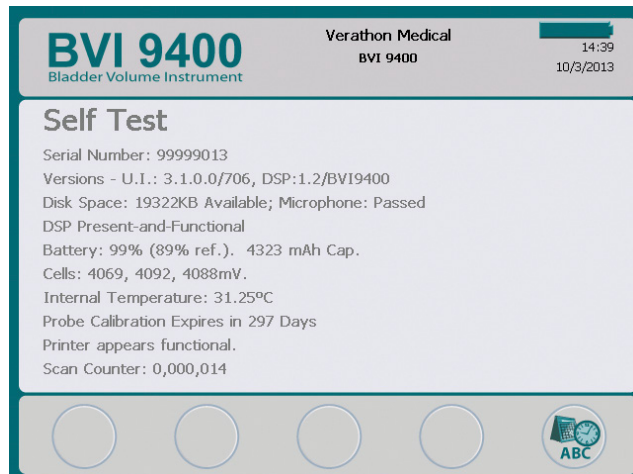 BVI 9400
Bladder Volume Instrument
Verathon Medical
BVI 9400
14:39
10/3/2013
Self Test
Serial Number: 99999013
Versions - U.I.: 3.1.0.0/706, DSP:1.2/BVI9400
Disk Space: 19322KB Available; Microphone: Passed
DSP Present-and-Functional
Battery: 99% (89% ref.).  4323 mAh Cap.
Cells: 4069, 4092, 4088mV.
Internal Temperature: 31.25ºC
Probe Calibration Expires in 297 Days
Printer appears functional.
Scan Counter: 0,000,014
ABC